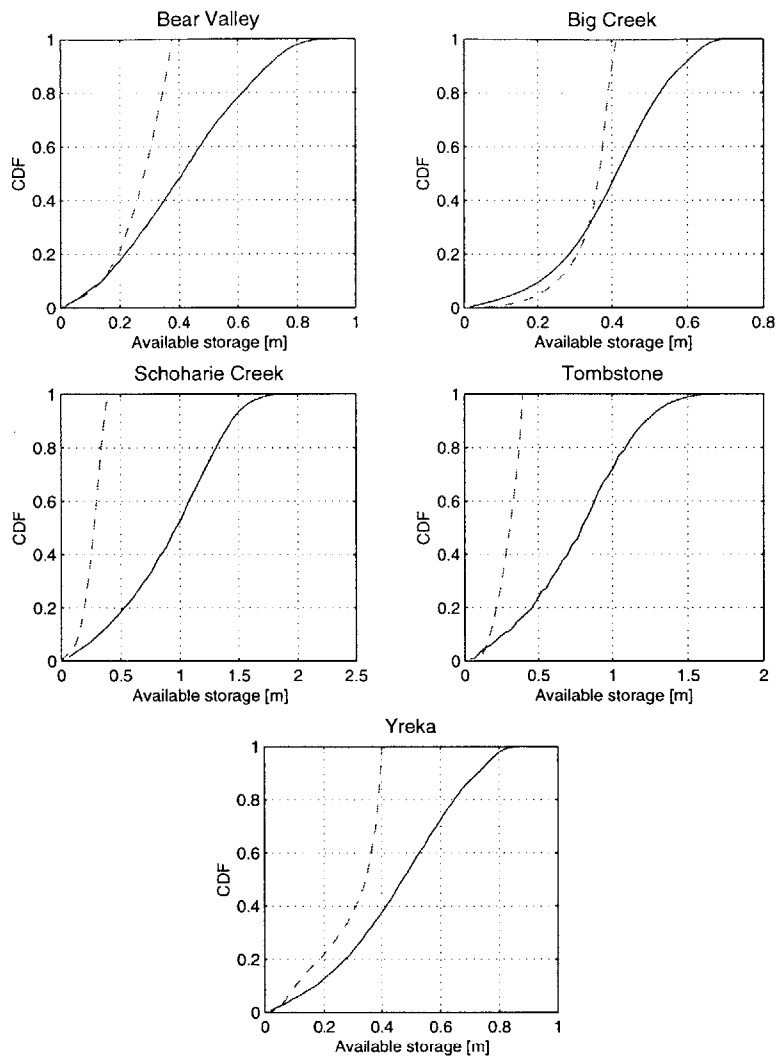 Bear Valley
1
0.8
0.6
0.4
0.2
0
CDF
0 0.2 0.4 0.6 0.8 1
Available storage [m]
Big Creek
1
0.8
0.6
0.4
0.2
0
CDF
0 0.2 0.4 0.6 0.8
Available storage [m]
Schoharie Creek
1
0.8
0.6
0.4
0.2
0
CDF
0 0.5 1 1.5 2 2.5
Available storage [m]
Tombstone
1
0.8
0.6
0.4
0.2
0
CDF
0 0.5 1 1.5 2
Available storage [m]
Yreka
1
0.8
0.6
0.4
0.2
0
CDF
0 0.2 0.4 0.6 0.8 1
Available storage [m]